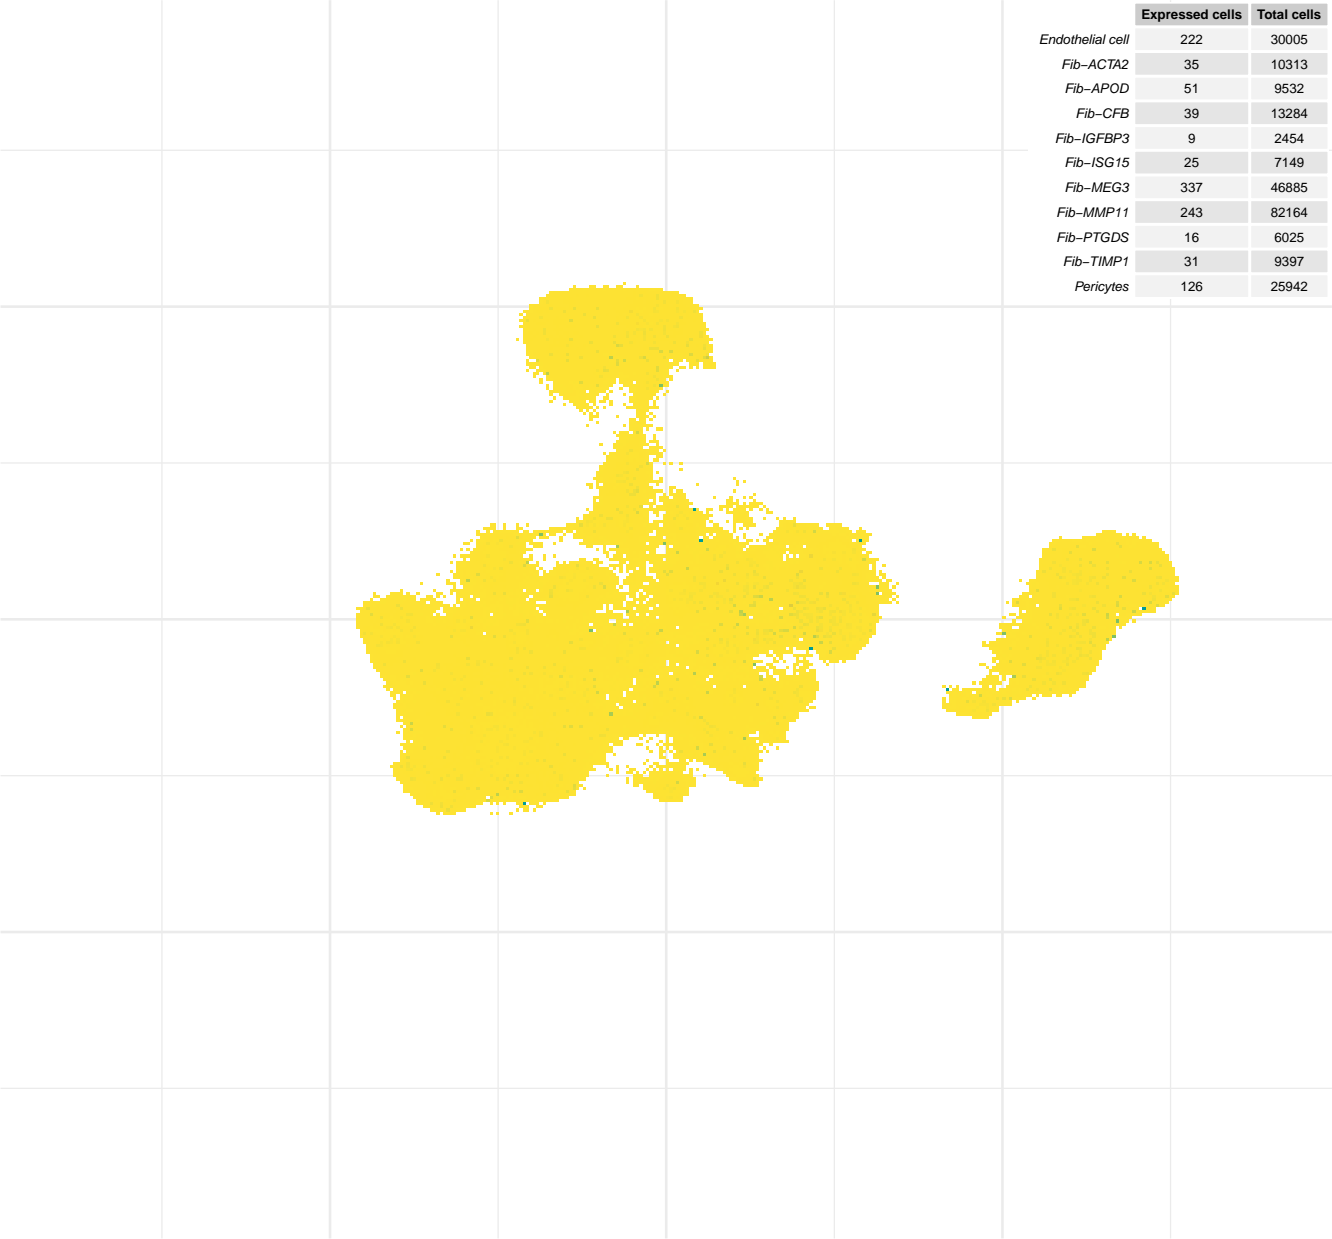 Expressed cells Total cells
Endothelial cell 222 30005
Fib−ACTA2 35 10313
Fib−APOD 51 9532
Fib−CFB 39 13284
Fib−IGFBP3 9 2454
Fib−ISG15 25 7149
Fib−MEG3 337 46885
Fib−MMP11 243 82164
Fib−PTGDS 16 6025
Fib−TIMP1 31 9397
Pericytes 126 25942